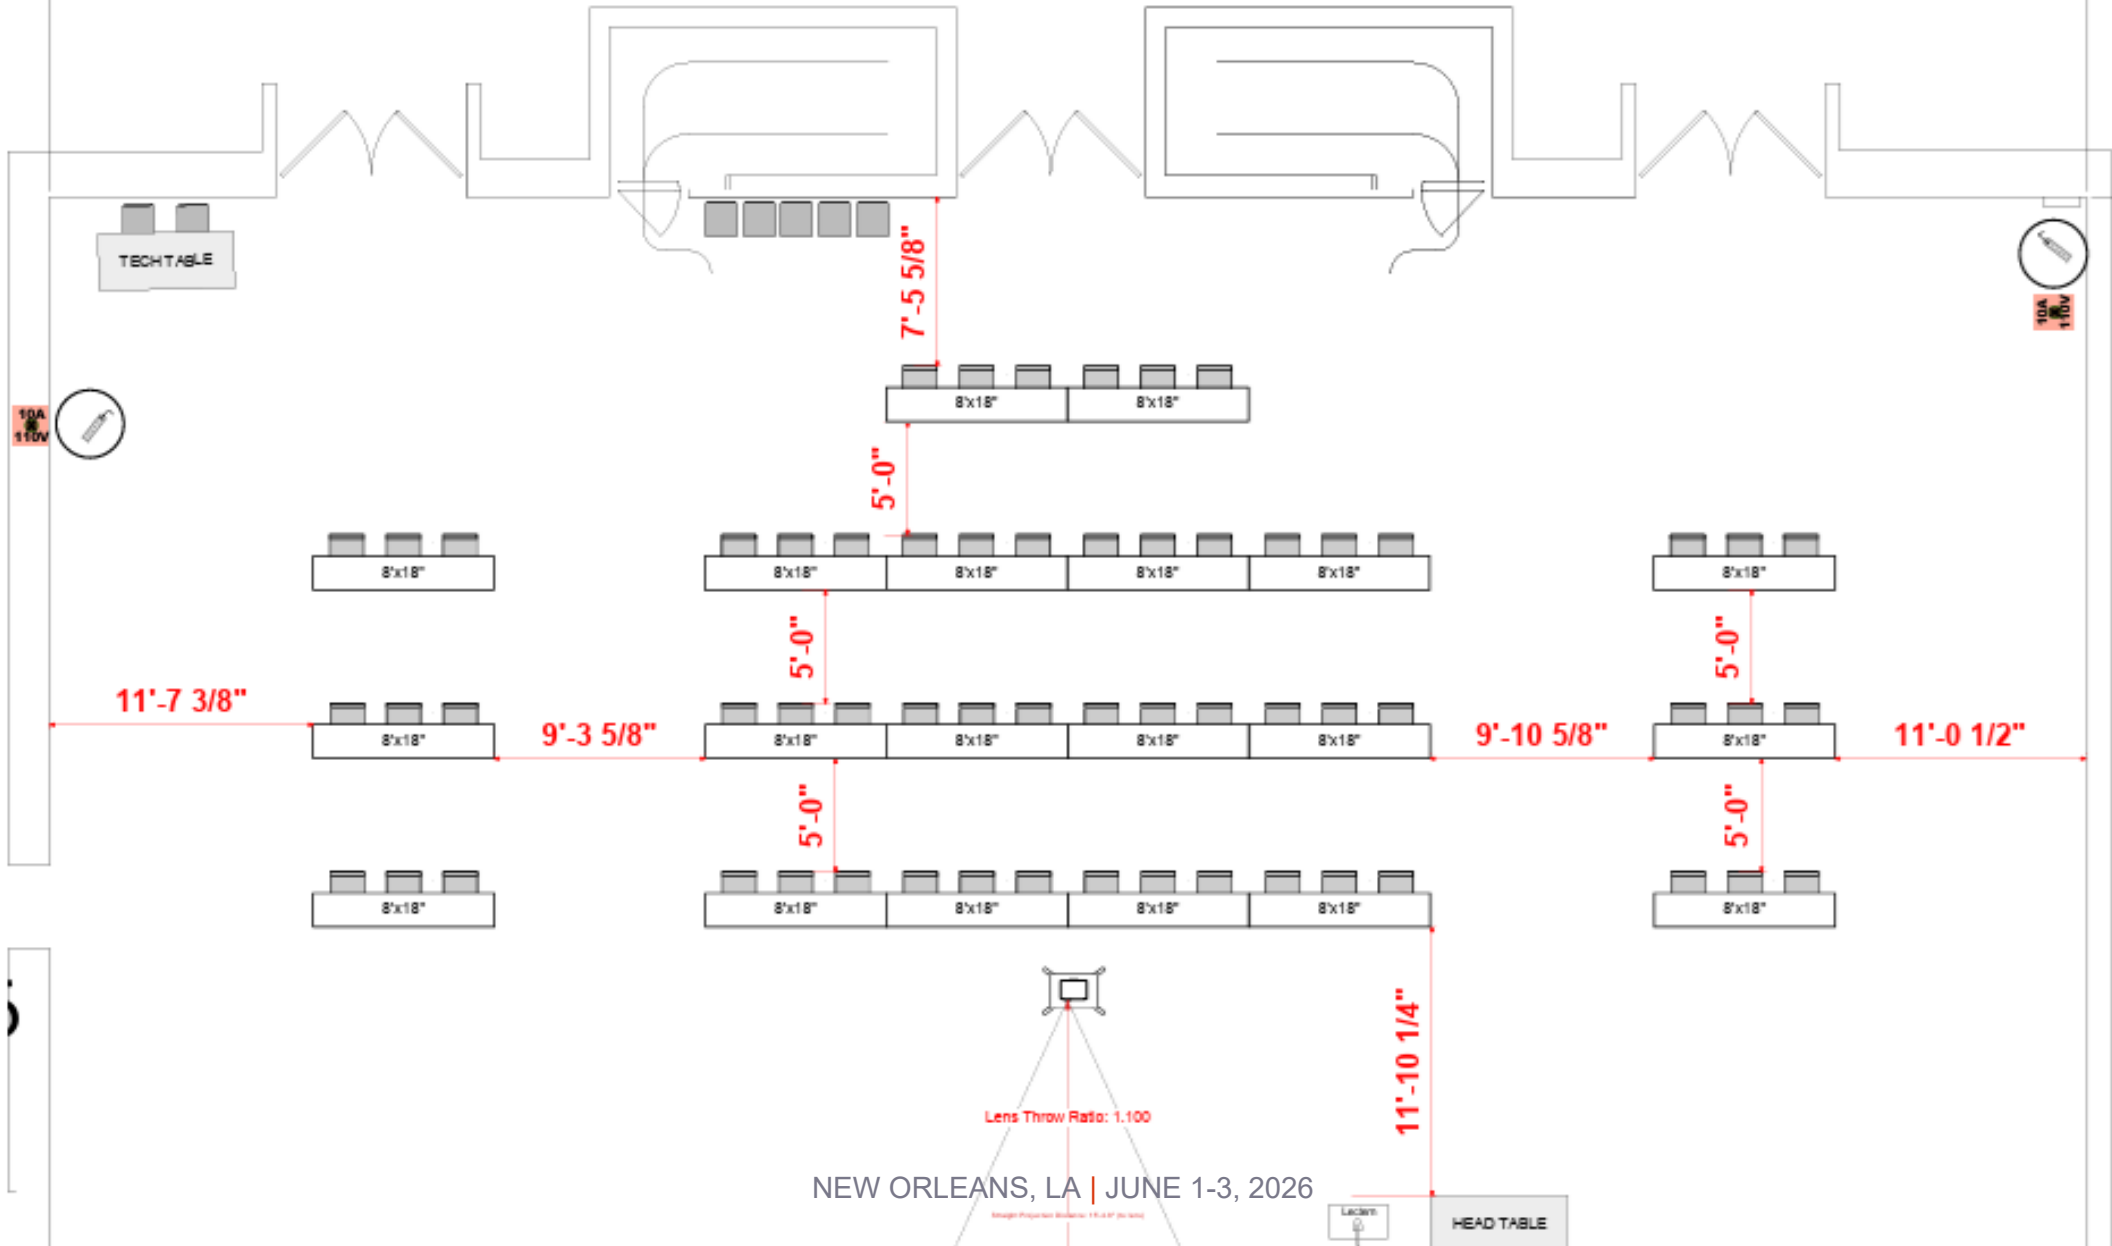 TECH TABLE
7'-5 5/8"
10A
110V
8'x18"
8'x18"
10A
110V
5'-0"
8'x18"
8'x18"
8'x18"
8'x18"
8'x18"
8'x18"
5'-0"
5'-0"
11'-7 3/8"
8'x18"
9'-3 5/8"
8'x18"
8'x18"
8'x18"
8'x18"
9'-10 5/8"
8'x18"
11'-0 1/2"
5'-0"
5'-0"
8'x18"
8'x18"
8'x18"
8'x18"
8'x18"
8'x18"
11'-10 1/4"
Lens Throw Ratio: 1.100
NEW ORLEANS, LA | JUNE 1-3, 2026
Lectern
HEAD TABLE